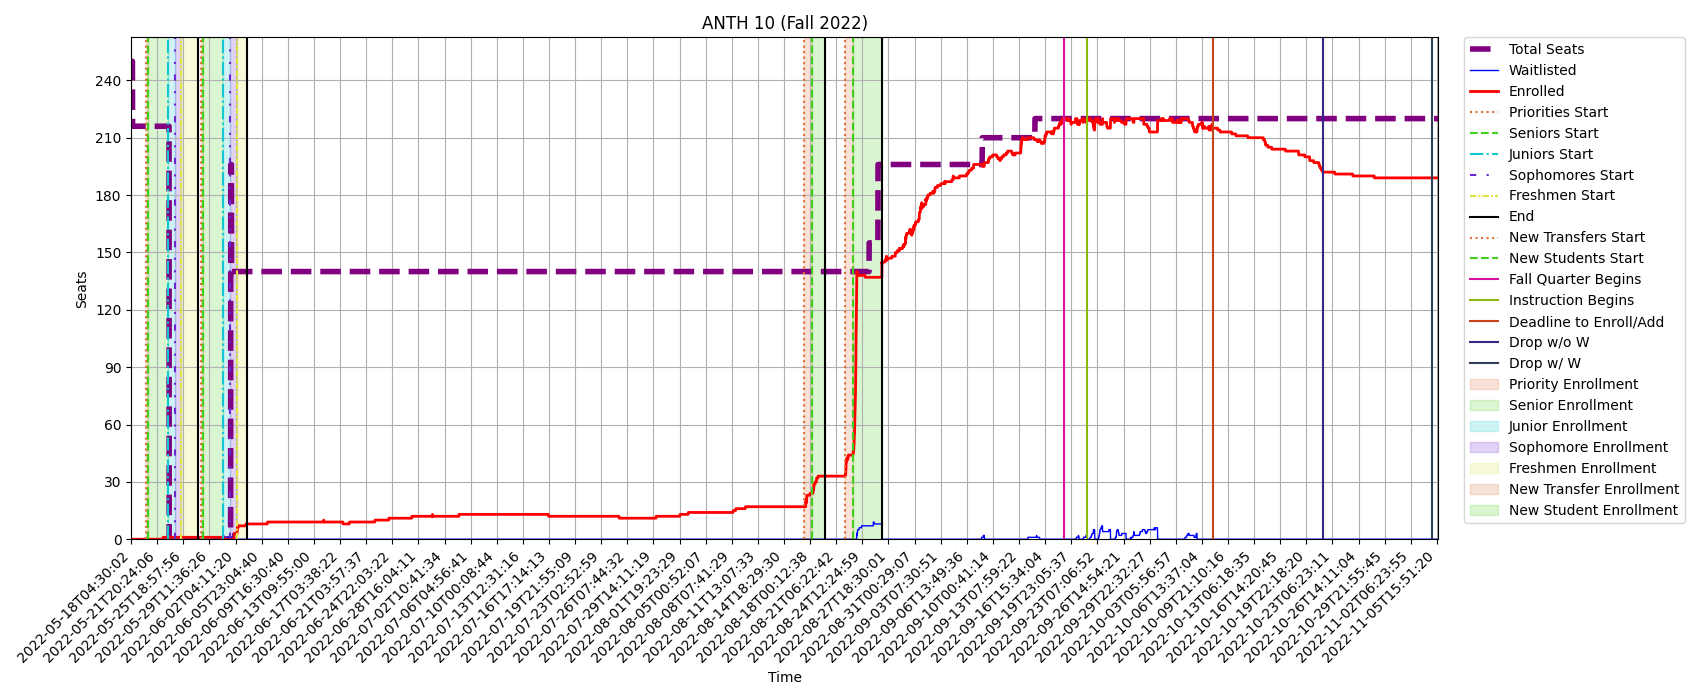 ANTH 10 (Fall 2022)
Seats
240
210
180
150
120
90
60
30
0
2022-05-18T04:30:02
2022-05-21T20:24:06
2022-05-25T18:57:56
2022-05-29T11:36:26
2022-06-02T04:11:20
2022-06-05T23:04:40
2022-06-09T16:30:40
2022-06-13T09:55:00
2022-06-17T03:38:22
2022-06-21T03:57:37
2022-06-24T22:03:22
2022-06-28T16:04:11
2022-07-02T10:41:34
2022-07-06T04:56:41
2022-07-10T00:08:44
2022-07-13T12:31:16
2022-07-16T17:14:13
2022-07-19T21:55:09
2022-07-23T02:52:59
2022-07-26T07:44:32
2022-07-29T14:11:19
2022-08-01T19:23:29
2022-08-05T00:52:07
2022-08-08T07:41:29
2022-08-11T13:07:33
2022-08-14T18:29:30
2022-08-18T00:12:38
2022-08-21T06:22:42
2022-08-24T12:24:59
2022-08-27T18:30:01
2022-08-31T00:29:07
2022-09-03T07:30:51
2022-09-06T13:49:36
2022-09-10T00:41:14
2022-09-13T07:59:22
2022-09-16T15:34:04
2022-09-19T23:05:37
2022-09-23T07:06:52
2022-09-26T14:54:21
2022-09-29T22:32:27
2022-10-03T05:56:57
2022-10-06T13:37:04
2022-10-09T21:10:16
2022-10-13T06:18:35
2022-10-16T14:20:45
2022-10-19T22:18:20
2022-10-23T06:23:11
2022-10-26T14:11:04
2022-10-29T21:55:45
2022-11-02T06:23:55
2022-11-05T15:51:20
Time
Total Seats
Waitlisted
Enrolled
Priorities Start
Seniors Start
Juniors Start
Sophomores Start
Freshmen Start
End
New Transfers Start
New Students Start
Fall Quarter Begins
Instruction Begins
Deadline to Enroll/Add
Drop w/o W
Drop w/ W
Priority Enrollment
Senior Enrollment
Junior Enrollment
Sophomore Enrollment
Freshmen Enrollment
New Transfer Enrollment
New Student Enrollment